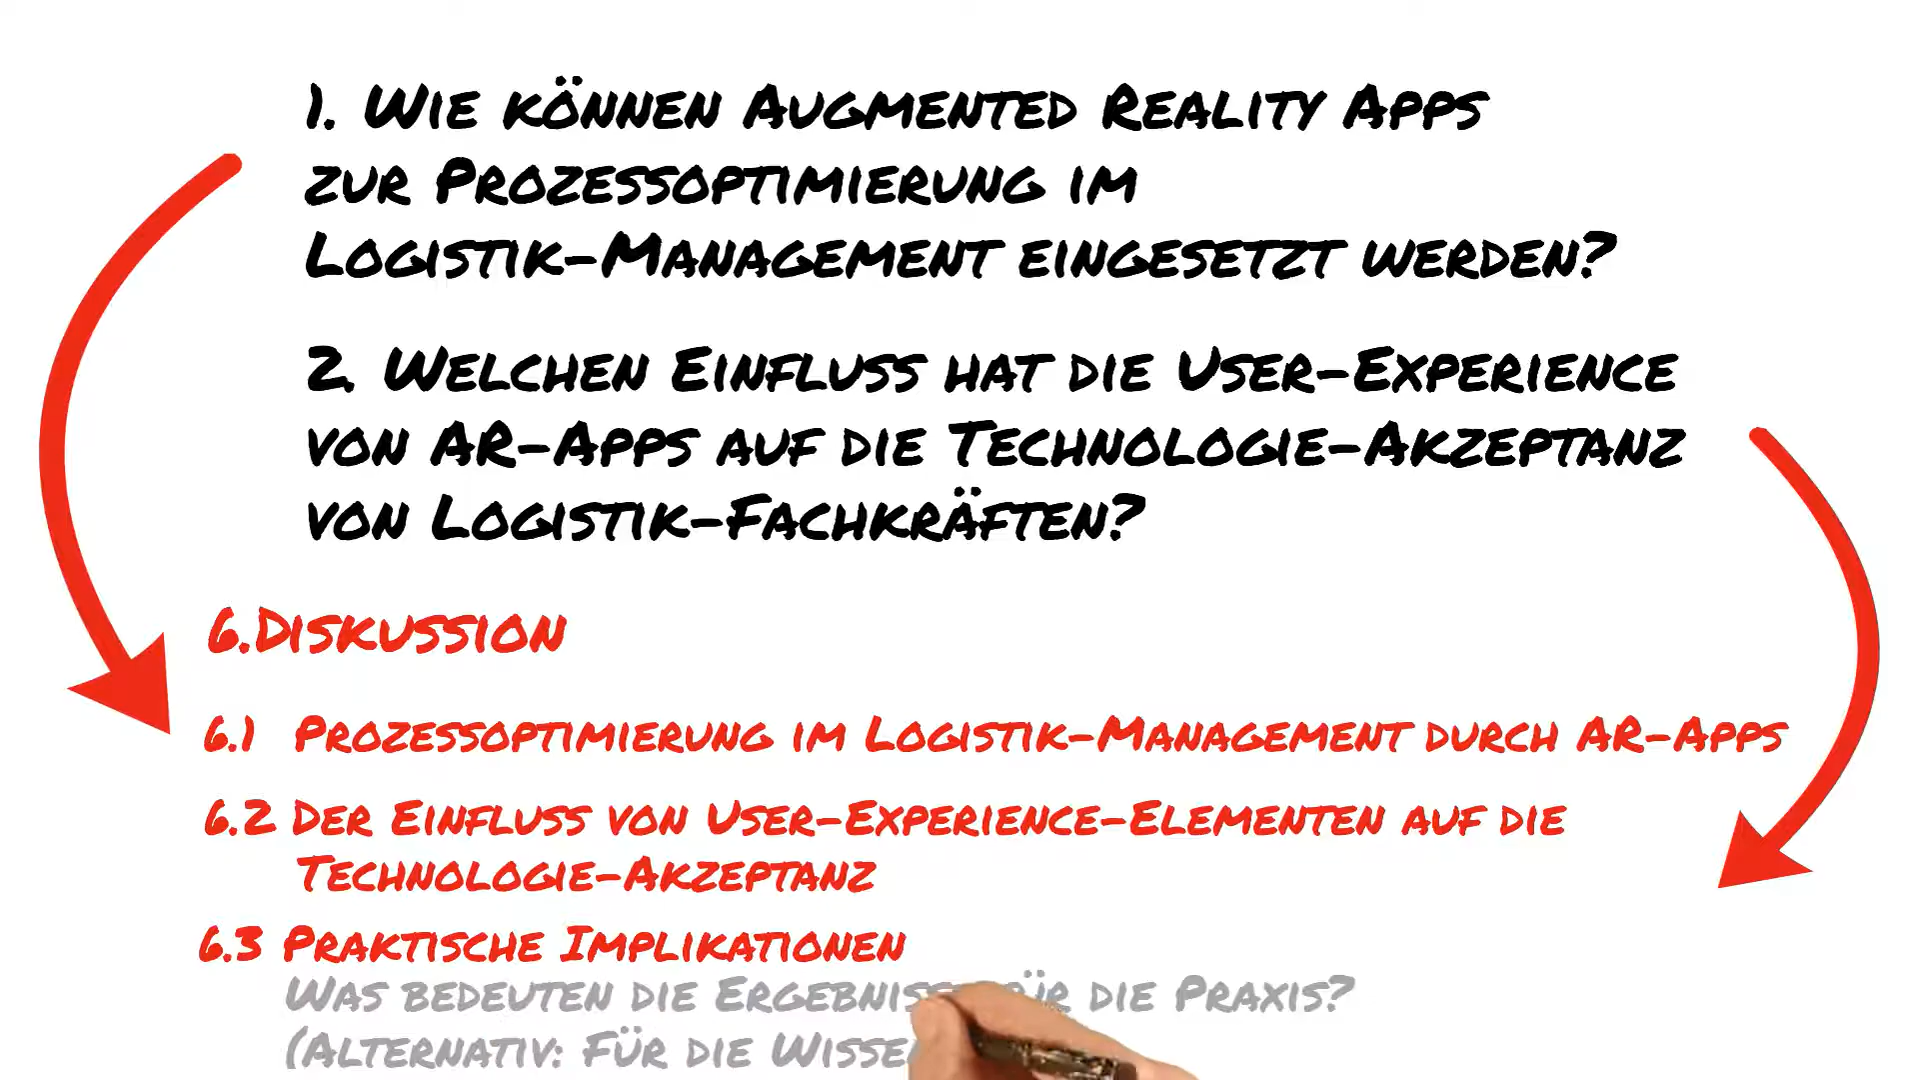 1. Wie können Augmented Reality Apps
zur Prozessoptimierung im
Logistik-Management eingesetzt werden?
2. Welchen Einfluss hat die User-Experience
von AR-Apps auf die Technologie-Akzeptanz
von Logistik-Fachkräften?
6.Diskussion
6.1 Prozessoptimierung im Logistik-Management durch AR-Apps
6.2 Der Einfluss von User-Experience-Elementen auf die
Technologie-Akzeptanz
6.3 Praktische Implikationen
Was bedeuten die Ergebnisse für die Praxis?
(Alternativ: Für die